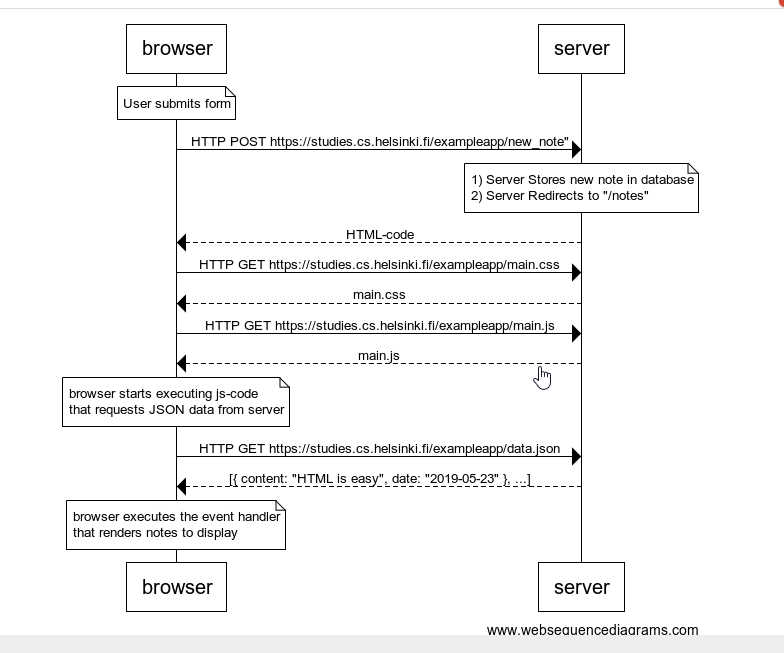 browser
server
User submits form
HTTP POST https://studies.cs.helsinki.fi/exampleapp/new_note"
1) Server Stores new note in database
2) Server Redirects to "/notes"
HTML-code
HTTP GET https://studies.cs.helsinki.fi/exampleapp/main.css
main.css
HTTP GET https://studies.cs.helsinki.fi/exampleapp/main.js
main.js
browser starts executing js-code
that requests JSON data from server
HTTP GET https://studies.cs.helsinki.fi/exampleapp/data.json
[{ content: "HTML is easy", date: "2019-05-23" }, ...]
browser executes the event handler
that renders notes to display
browser
server
www.websequencediagrams.com